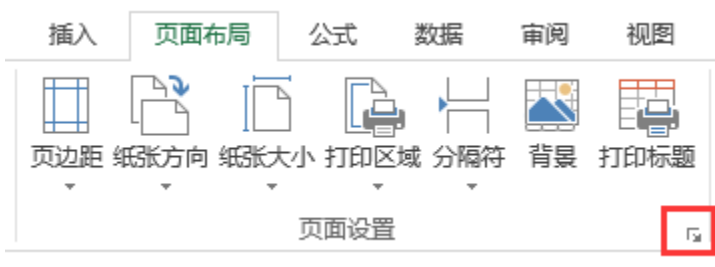 插入 页面布局 公式 数据 审阅 视图
页边距 纸张方向 纸张大小 打印区域 分隔符 背景 打印标题
页面设置